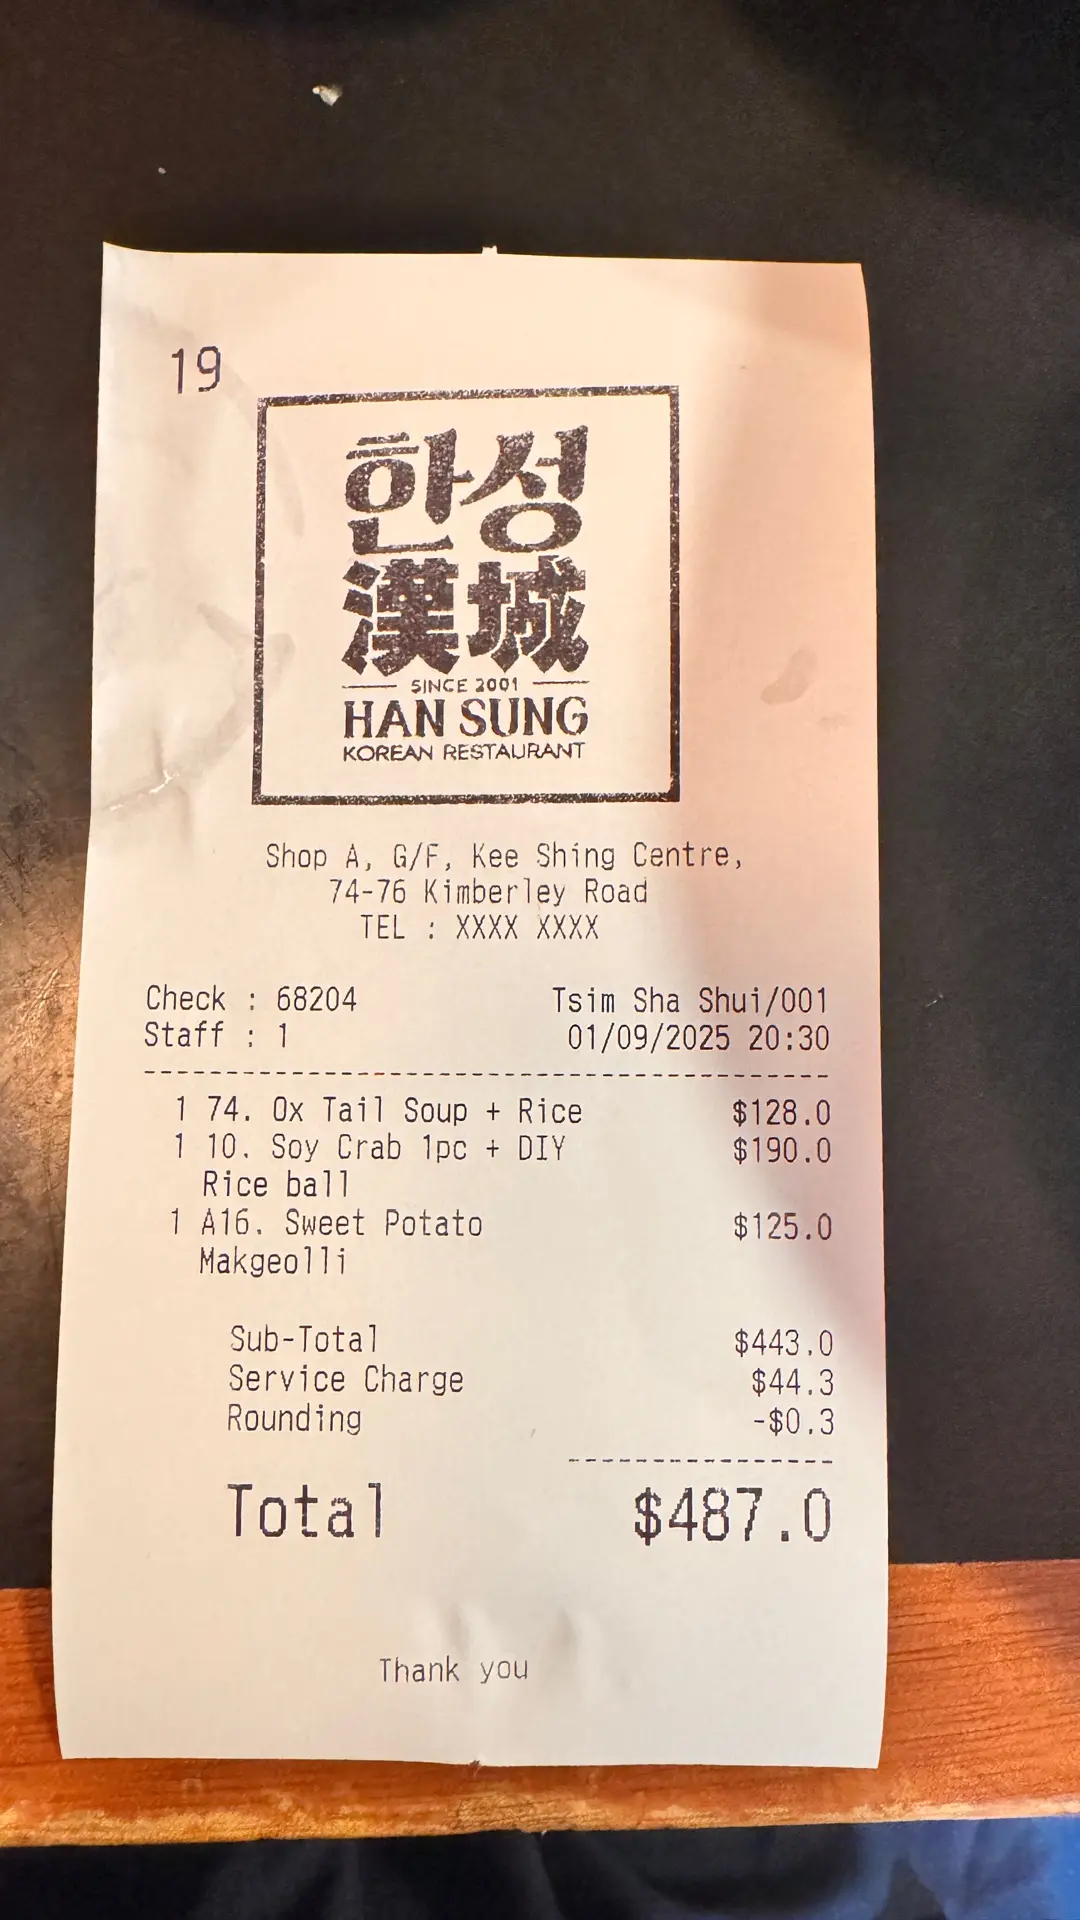 19
한성
漢城
SINCE 2001
HAN SUNG
KOREAN RESTAURANT
Shop A, G/F, Kee Shing Centre,
74-76 Kimberley Road
TEL : XXXX XXXX
Check : 68204 Tsim Sha Shui/001
Staff : 1 01/09/2025 20:30
1 74. Ox Tail Soup + Rice $128.0
1 10. Soy Crab 1pc + DIY $190.0
Rice ball
1 A16. Sweet Potato $125.0
Makgeolli
Sub-Total $443.0
Service Charge $44.3
Rounding -$0.3
Total $487.0
Thank you